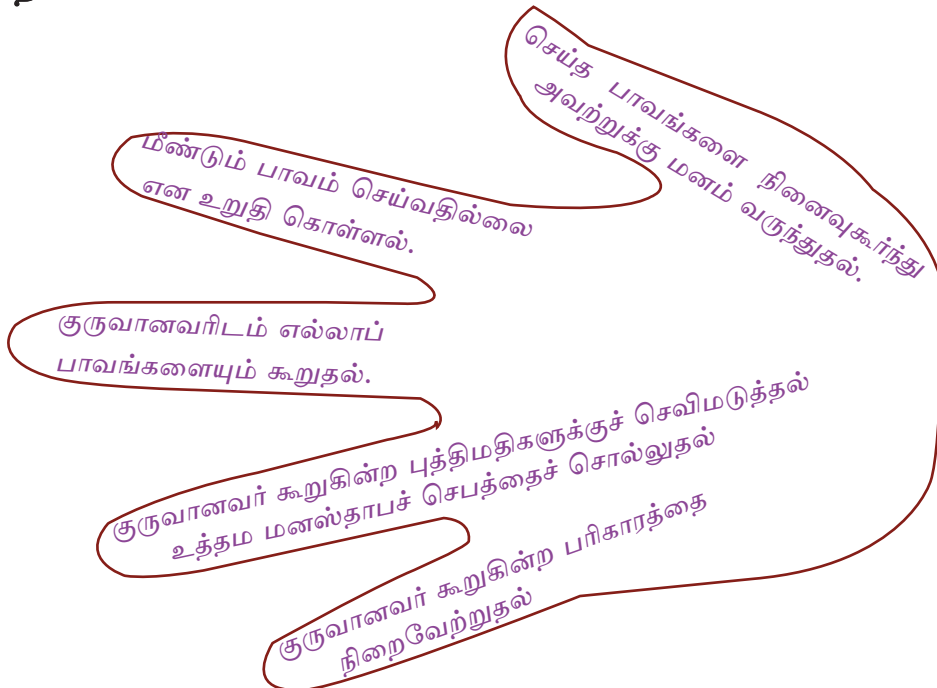 செய்த பாவங்களை நினைவுகூர்ந்து
அவற்றுக்கு மனம் வருந்துதல்.
மீண்டும் பாவம் செய்வதில்லை
என உறுதி கொள்ளல்.
குருவானவரிடம் எல்லாப்
பாவங்களையும் கூறுதல்.
குருவானவர் கூறுகின்ற புத்திமதிகளுக்குச் செவிமடுத்தல்
உத்தம மனஸ்தாபச் செபத்தைச் சொல்லுதல்
குருவானவர் கூறுகின்ற பரிகாரத்தை
நிறைவேற்றுதல்